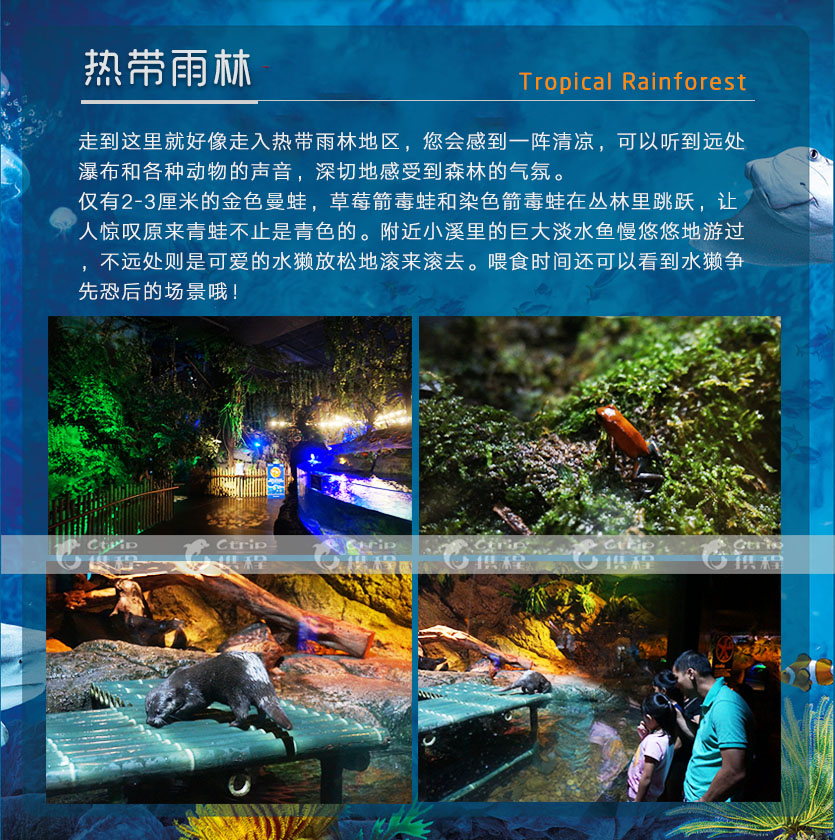 热带雨林
Tropical Rainforest
走到这里就好像走入热带雨林地区，您会感到一阵清凉，可以听到远处
瀑布和各种动物的声音，深切地感受到森林的气氛。
仅有2-3厘米的金色曼蛙，草莓箭毒蛙和染色箭毒蛙在丛林里跳跃，让
人惊叹原来青蛙不止是青色的。附近小溪里的巨大淡水鱼慢悠悠地游过
，不远处则是可爱的水獭放松地滚来滚去。喂食时间还可以看到水獭争
先恐后的场景哦！
Ctrip Ctrip Ctrip Ctrip Ctrip Ctrip
携程 携程 携程 携程 携程 携程